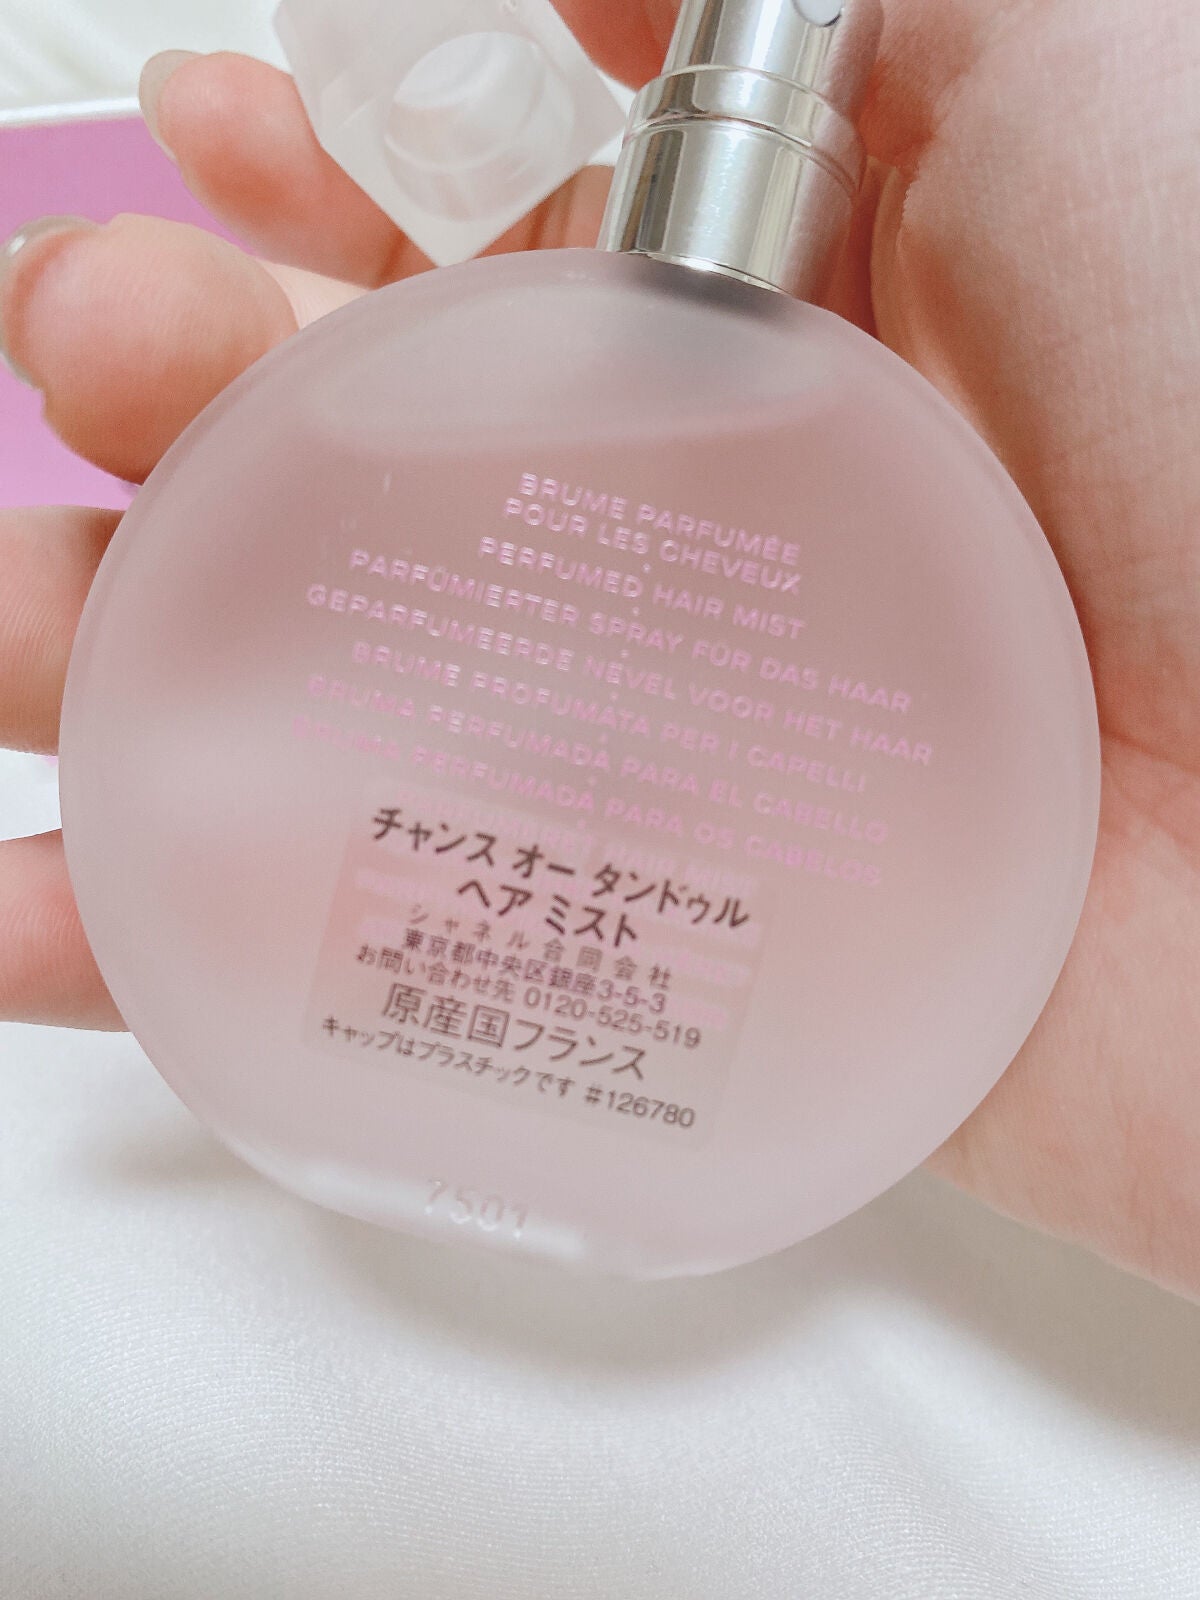 BRUME PARFUMÉE
POUR LES CHEVEUX
PERFUMED HAIR MIST
PARFÜMIERTER SPRAY FÜR DAS HAAR
GEPARFUMEERDE NEVEL VOOR HET HAAR
BRUME PROFUMATA PER I CAPELLI
BRUMA PERFUMADA PARA EL CABELLO
BRUMA PERFUMADA PARA OS CABELOS
チャンス オー タンドゥル
ヘア ミスト
シャネル合同会社
東京都中央区銀座3-5-3
お問い合わせ先 0120-525-519
原産国フランス
キャップはプラスチックです #126780
7501